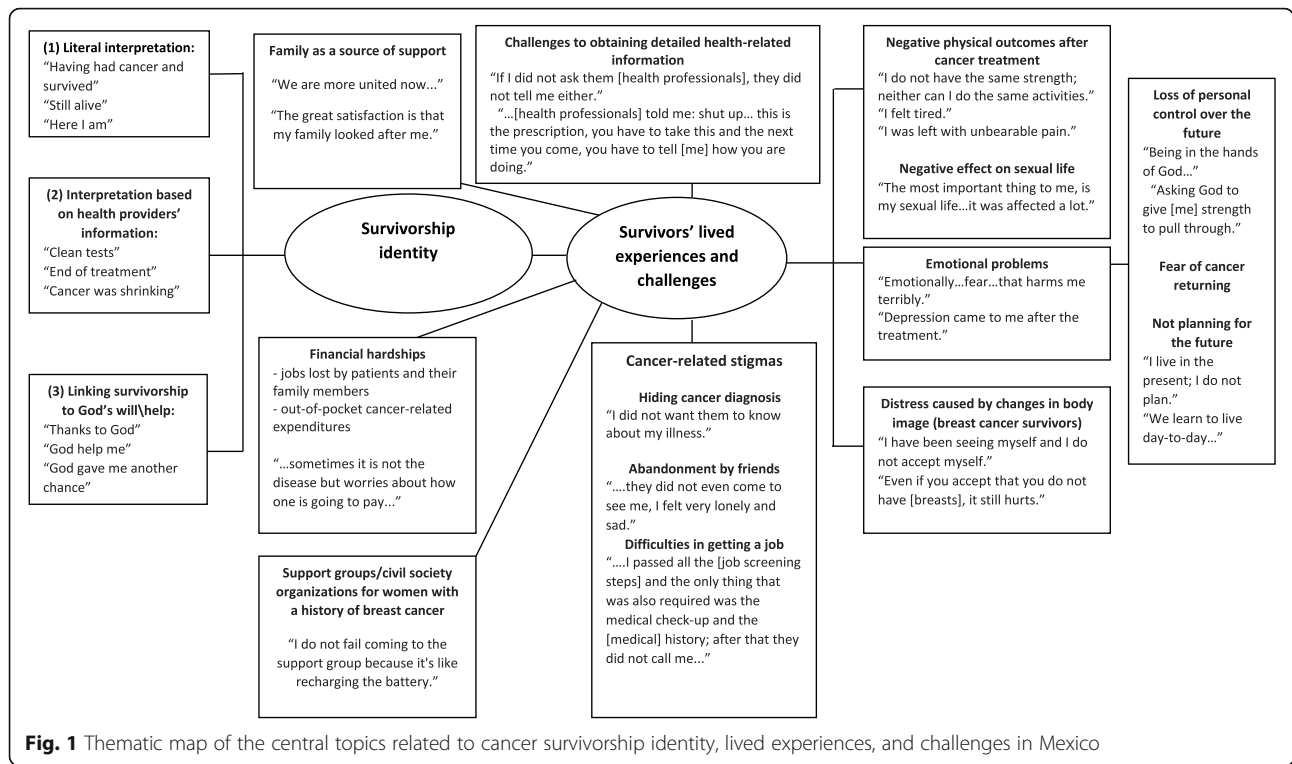 (1) Literal interpretation:
“Having had cancer and
survived”
“Still alive”
“Here I am”
(2) Interpretation based
on health providers’
information:
“Clean tests”
“End of treatment”
“Cancer was shrinking”
(3) Linking survivorship
to God’s will\help:
“Thanks to God”
“God help me”
“God gave me another
chance”
Family as a source of support
“We are more united now...”
“The great satisfaction is that
my family looked after me.”
Survivorship
identity
Financial hardships
- jobs lost by patients and their
family members
- out-of-pocket cancer-related
expenditures
“...sometimes it is not the
disease but worries about how
one is going to pay...”
Support groups/civil society
organizations for women with
a history of breast cancer
“I do not fail coming to the
support group because it's like
recharging the battery.”
Challenges to obtaining detailed health-related
information
“If I did not ask them [health professionals], they did
not tell me either.”
“…[health professionals] told me: shut up… this is
the prescription, you have to take this and the next
time you come, you have to tell [me] how you are
doing.”
Survivors’ lived
experiences and
challenges
Cancer-related stigmas
Hiding cancer diagnosis
“I did not want them to know
about my illness.”
Abandonment by friends
“….they did not even come to
see me, I felt very lonely and
sad.”
Difficulties in getting a job
“….I passed all the [job screening
steps] and the only thing that
was also required was the
medical check-up and the
[medical] history; after that they
did not call me...”
Negative physical outcomes after
cancer treatment
“I do not have the same strength;
neither can I do the same activities.”
“I felt tired.”
“I was left with unbearable pain.”
Negative effect on sexual life
“The most important thing to me, is
my sexual life…it was affected a lot.”
Emotional problems
“Emotionally…fear…that harms me
terribly.”
“Depression came to me after the
treatment.”
Distress caused by changes in body
image (breast cancer survivors)
“I have been seeing myself and I do
not accept myself.”
“Even if you accept that you do not
have [breasts], it still hurts.”
Loss of personal
control over the
future
“Being in the hands
of God…”
“Asking God to
give [me] strength
to pull through.”
Fear of cancer
returning
Not planning for
the future
“I live in the
present; I do not
plan.”
“We learn to live
day-to-day…”
Fig. 1 Thematic map of the central topics related to cancer survivorship identity, lived experiences, and challenges in Mexico